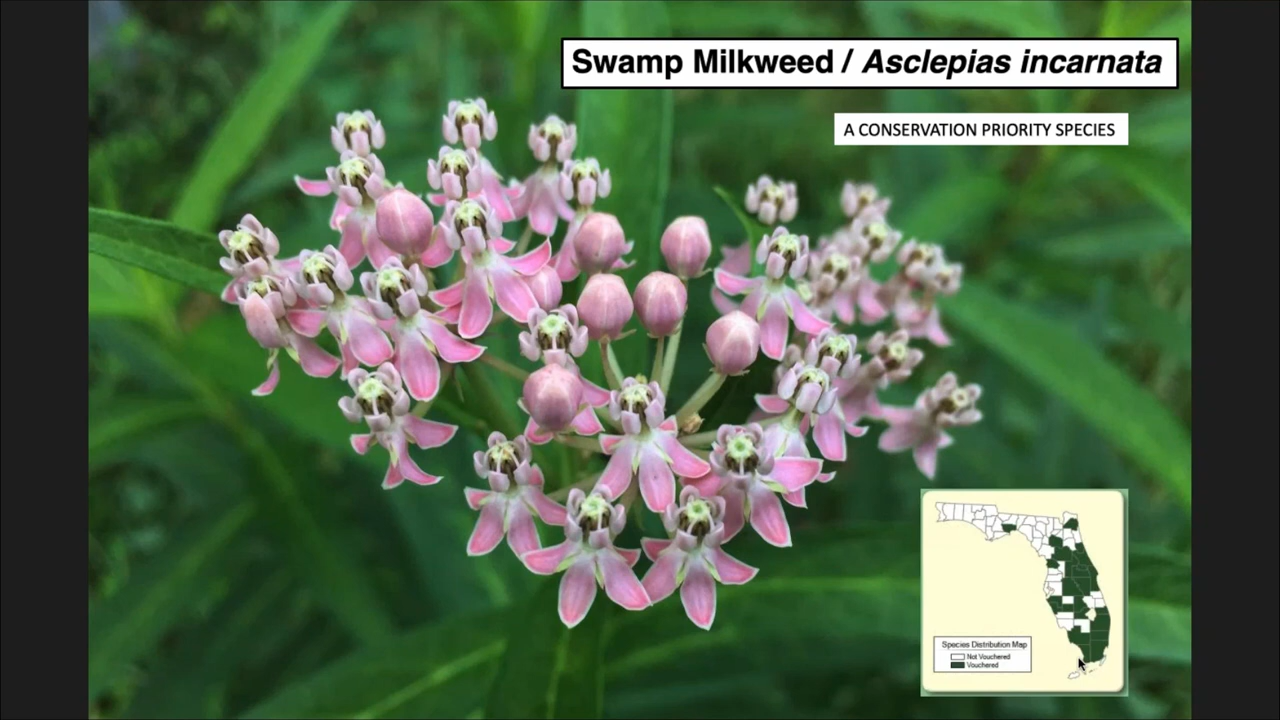 Swamp Milkweed / Asclepias incarnata
A CONSERVATION PRIORITY SPECIES
Species Distribution Map
Not Vouchered
Vouchered